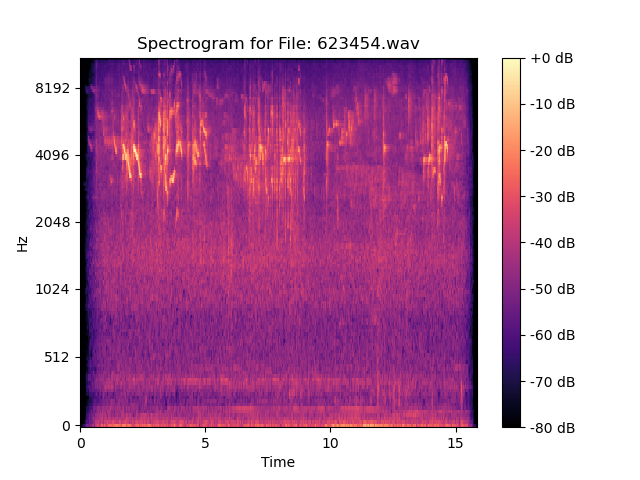 Spectrogram for File: 623454.wav
Hz
8192
4096
2048
1024
512
0
0
5
10
15
Time
+0 dB
-10 dB
-20 dB
-30 dB
-40 dB
-50 dB
-60 dB
-70 dB
-80 dB